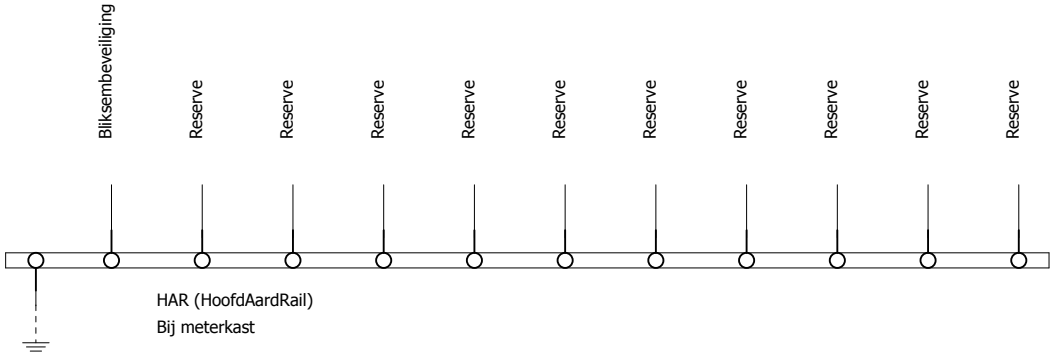 Bliksembeveiliging
Reserve
Reserve
Reserve
Reserve
Reserve
Reserve
Reserve
Reserve
Reserve
Reserve
HAR (HoofdAardRail)
Bij meterkast